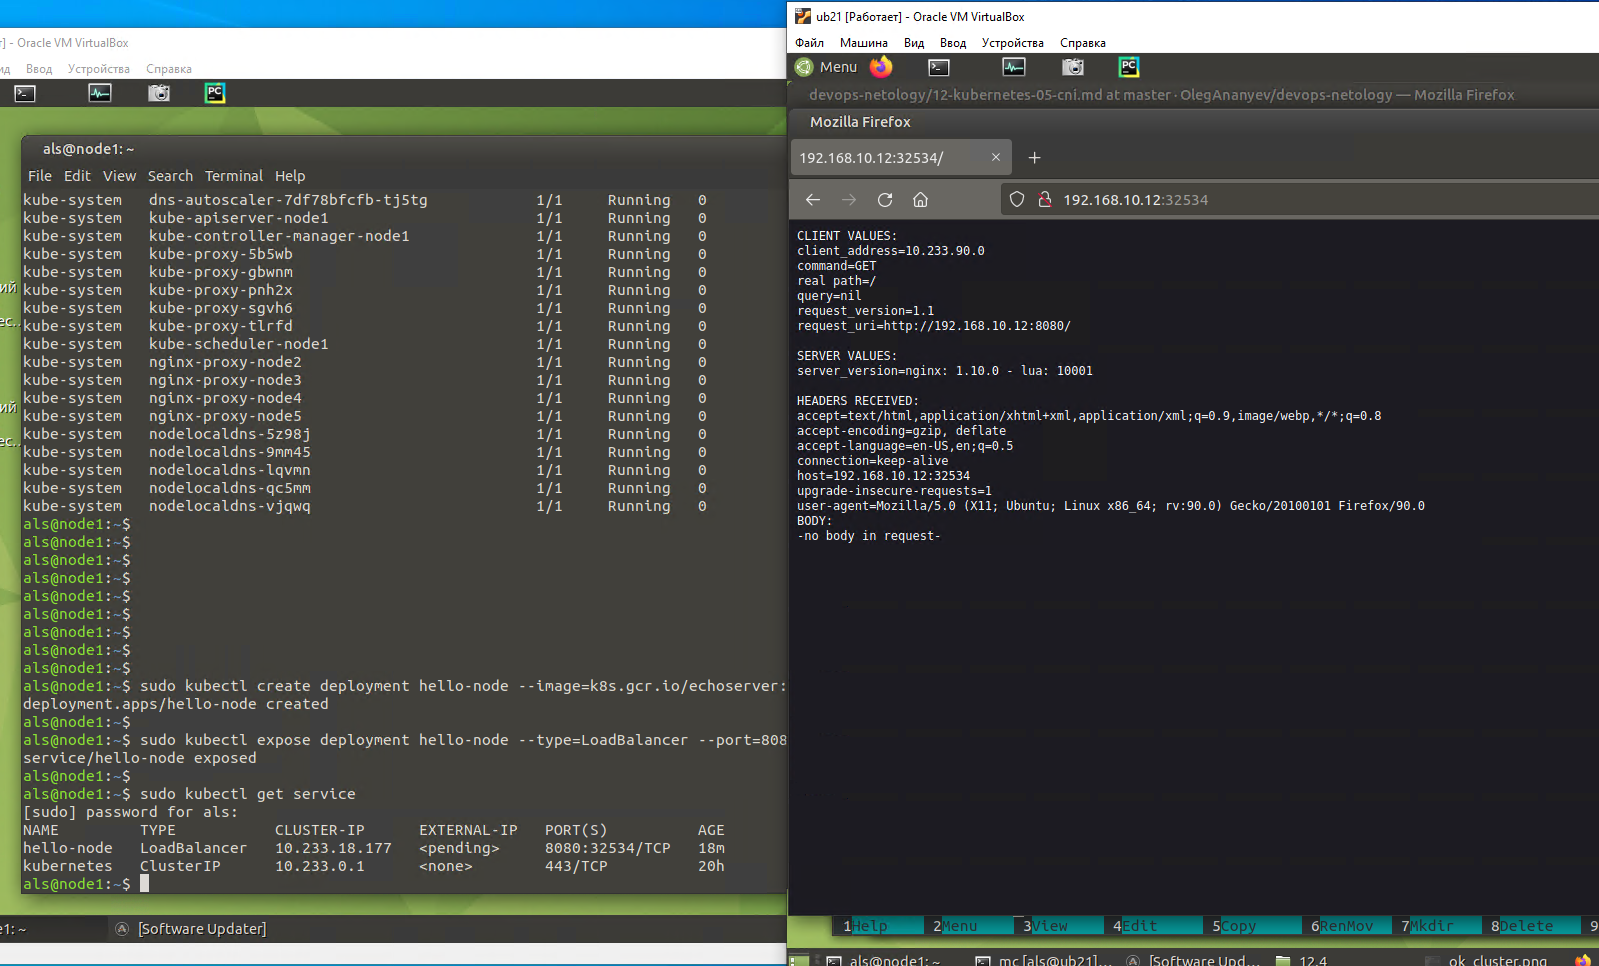 т] - Oracle VM VirtualBox
ид Ввод Устройства Справка
PC
als@node1: ~
File Edit View Search Terminal Help
kube-system dns-autoscaler-7df78bfcfb-tj5tg 1/1 Running 0
kube-system kube-apiserver-node1 1/1 Running 0
kube-system kube-controller-manager-node1 1/1 Running 0
kube-system kube-proxy-5b5wb 1/1 Running 0
kube-system kube-proxy-gbwnm 1/1 Running 0
kube-system kube-proxy-pnh2x 1/1 Running 0
kube-system kube-proxy-sgvh6 1/1 Running 0
kube-system kube-proxy-tlrfd 1/1 Running 0
kube-system kube-scheduler-node1 1/1 Running 0
kube-system nginx-proxy-node2 1/1 Running 0
kube-system nginx-proxy-node3 1/1 Running 0
kube-system nginx-proxy-node4 1/1 Running 0
kube-system nginx-proxy-node5 1/1 Running 0
kube-system nodelocaldns-5z98j 1/1 Running 0
kube-system nodelocaldns-9mm45 1/1 Running 0
kube-system nodelocaldns-lqvmn 1/1 Running 0
kube-system nodelocaldns-qc5mm 1/1 Running 0
kube-system nodelocaldns-vjqwq 1/1 Running 0
als@node1:~$
als@node1:~$
als@node1:~$
als@node1:~$
als@node1:~$
als@node1:~$
als@node1:~$
als@node1:~$
als@node1:~$
als@node1:~$ sudo kubectl create deployment hello-node --image=k8s.gcr.io/echoserver:
deployment.apps/hello-node created
als@node1:~$
als@node1:~$ sudo kubectl expose deployment hello-node --type=LoadBalancer --port=808
service/hello-node exposed
als@node1:~$
als@node1:~$ sudo kubectl get service
[sudo] password for als:
NAME TYPE CLUSTER-IP EXTERNAL-IP PORT(S) AGE
hello-node LoadBalancer 10.233.18.177 <pending> 8080:32534/TCP 18m
kubernetes ClusterIP 10.233.0.1 <none> 443/TCP 20h
als@node1:~$
ий
ес..
ий
ес..
e1: ~ [Software Updater]
ub21 [Работает] - Oracle VM VirtualBox
Файл Машина Вид Ввод Устройства Справка
Menu PC
devops-netology/12-kubernetes-05-cni.md at master · OlegAnanyev/devops-netology — Mozilla Firefox
Mozilla Firefox
192.168.10.12:32534/
192.168.10.12:32534
CLIENT VALUES:
client_address=10.233.90.0
command=GET
real path=/
query=nil
request_version=1.1
request_uri=http://192.168.10.12:8080/
SERVER VALUES:
server_version=nginx: 1.10.0 - lua: 10001
HEADERS RECEIVED:
accept=text/html,application/xhtml+xml,application/xml;q=0.9,image/webp,*/*;q=0.8
accept-encoding=gzip, deflate
accept-language=en-US,en;q=0.5
connection=keep-alive
host=192.168.10.12:32534
upgrade-insecure-requests=1
user-agent=Mozilla/5.0 (X11; Ubuntu; Linux x86_64; rv:90.0) Gecko/20100101 Firefox/90.0
BODY:
-no body in request-
1Help 2Menu 3View 4Edit 5Copy 6RenMov 7Mkdir 8Delete 9
als@node1: ~ mc [als@ub21]... [Software Upd... 12.4 ok_cluster.png